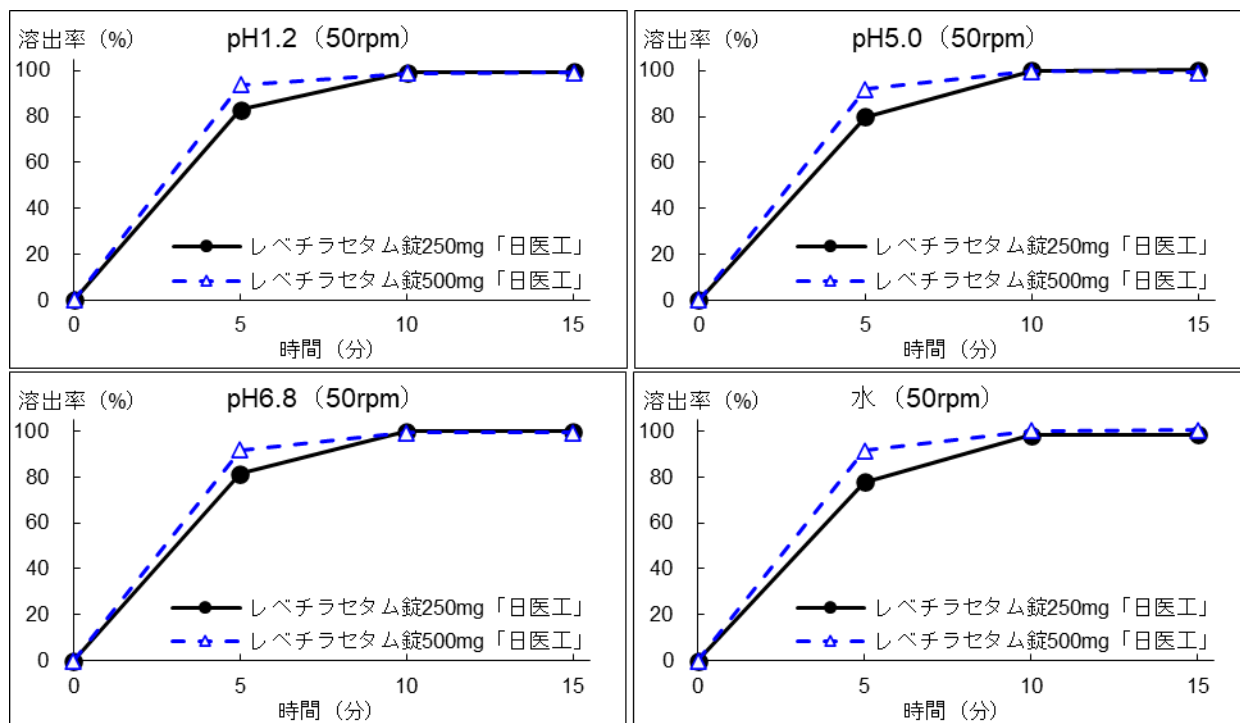 溶出率（%）
pH1.2（50rpm）
100
80
60
40
20
0
レベチラセタム錠250mg「日医工」
レベチラセタム錠500mg「日医工」
0 5 10 15
時間（分）
溶出率（%）
pH5.0（50rpm）
100
80
60
40
20
0
レベチラセタム錠250mg「日医工」
レベチラセタム錠500mg「日医工」
0 5 10 15
時間（分）
溶出率（%）
pH6.8（50rpm）
100
80
60
40
20
0
レベチラセタム錠250mg「日医工」
レベチラセタム錠500mg「日医工」
0 5 10 15
時間（分）
溶出率（%）
水（50rpm）
100
80
60
40
20
0
レベチラセタム錠250mg「日医工」
レベチラセタム錠500mg「日医工」
0 5 10 15
時間（分）